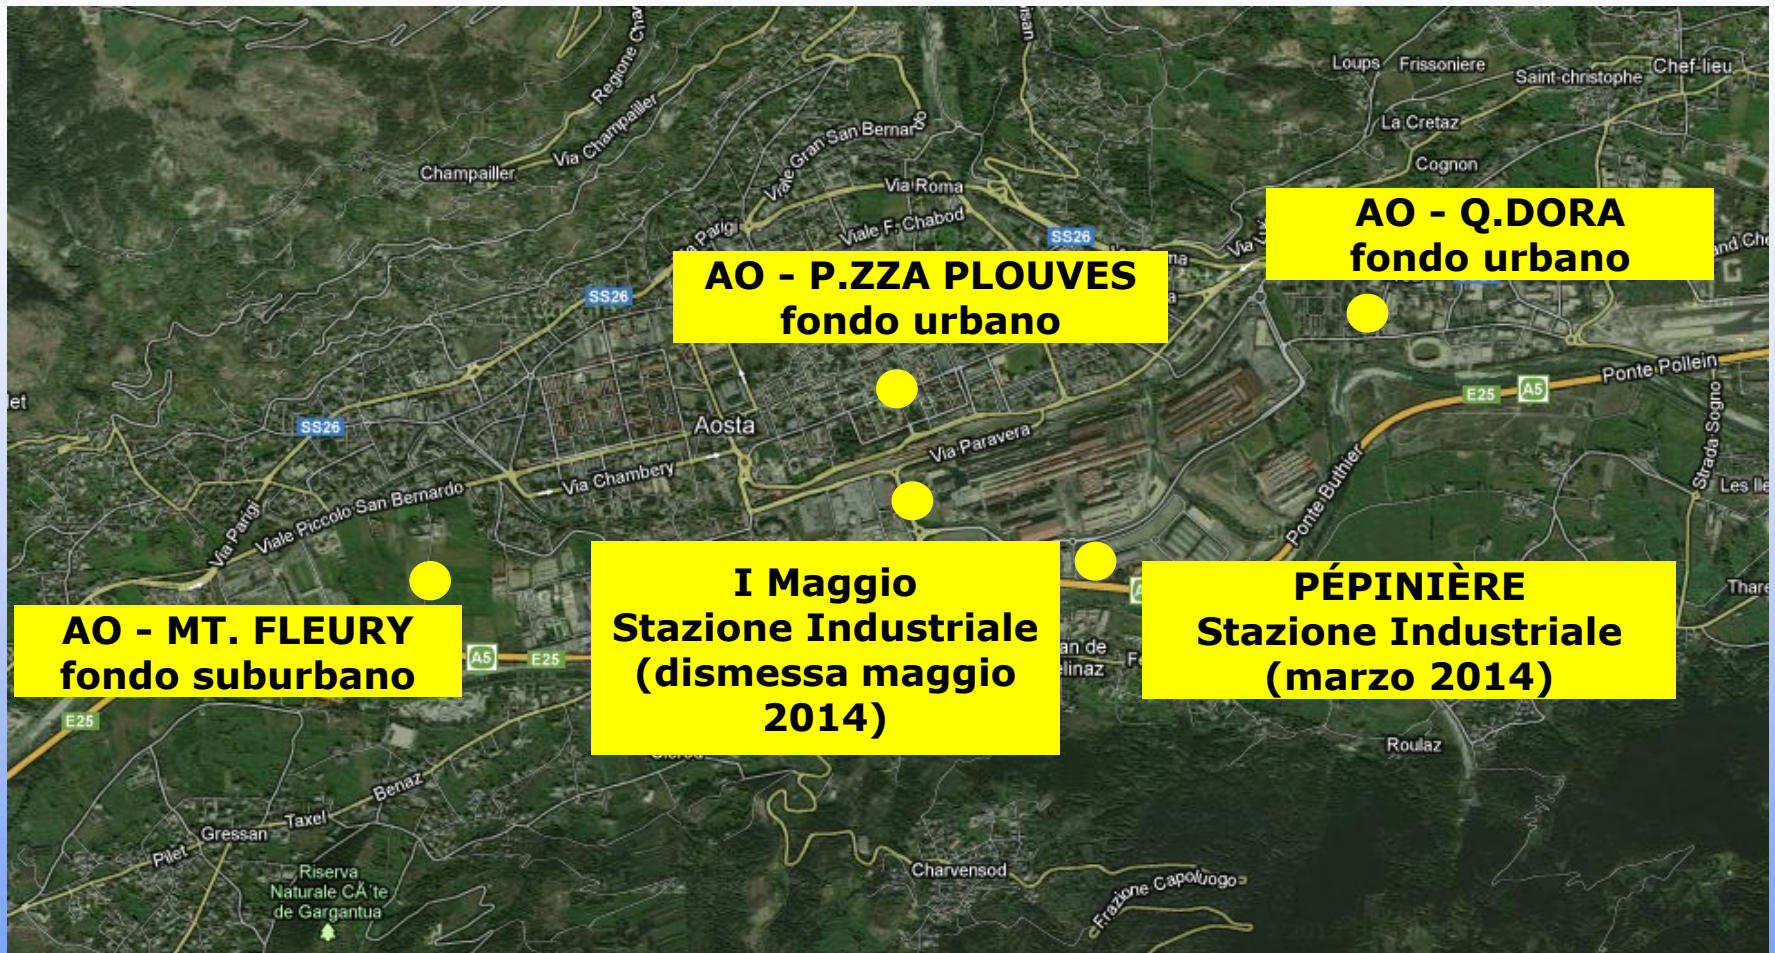 Loups
Frissoniere
Saint-christophe
Chef-lieu
Regione
La Cretaz
Via Champailler
Champailler
Viale Gran San Bernardo
Cognon
Via Roma
Viale F. Chabod
SS26
AO - Q.DORA
fondo urbano
AO - P.ZZA PLOUVES
fondo urbano
Parigi
Via
SS26
Ponte Pollein
E25
A5
SS26
Aosta
Via Paravera
Via Chambery
Viale Piccolo San Bernardo
Via Parigi
Ponte Buthier
Strada Sogno
AO - MT. FLEURY
fondo suburbano
I Maggio
Stazione Industriale
(dismessa maggio
2014)
PÉPINIÈRE
Stazione Industriale
(marzo 2014)
A5
E25
E25
Roulaz
Benaz
Taxel
Gressan
Pilet
Riserva
Naturale CÃ´te
de Gargantua
Charvensod
Frazione Capoluogo